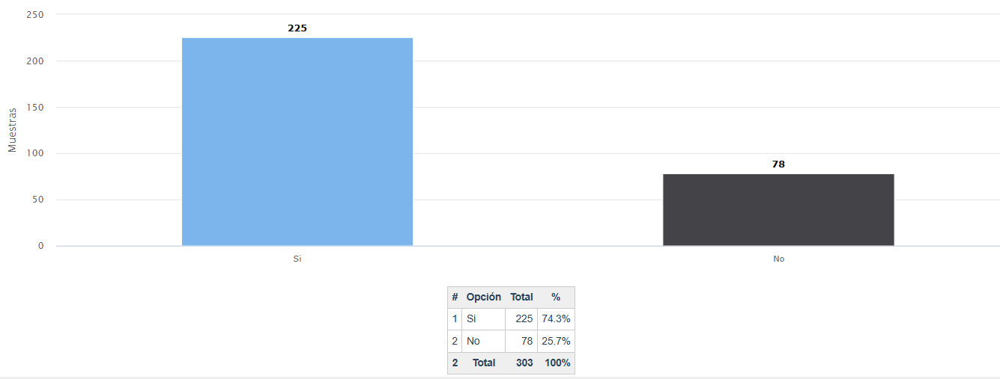 250
225
200
150
Muestras
100
78
50
0
Si
No
# Opción Total %
1 Si 225 74.3%
2 No 78 25.7%
2 Total 303 100%